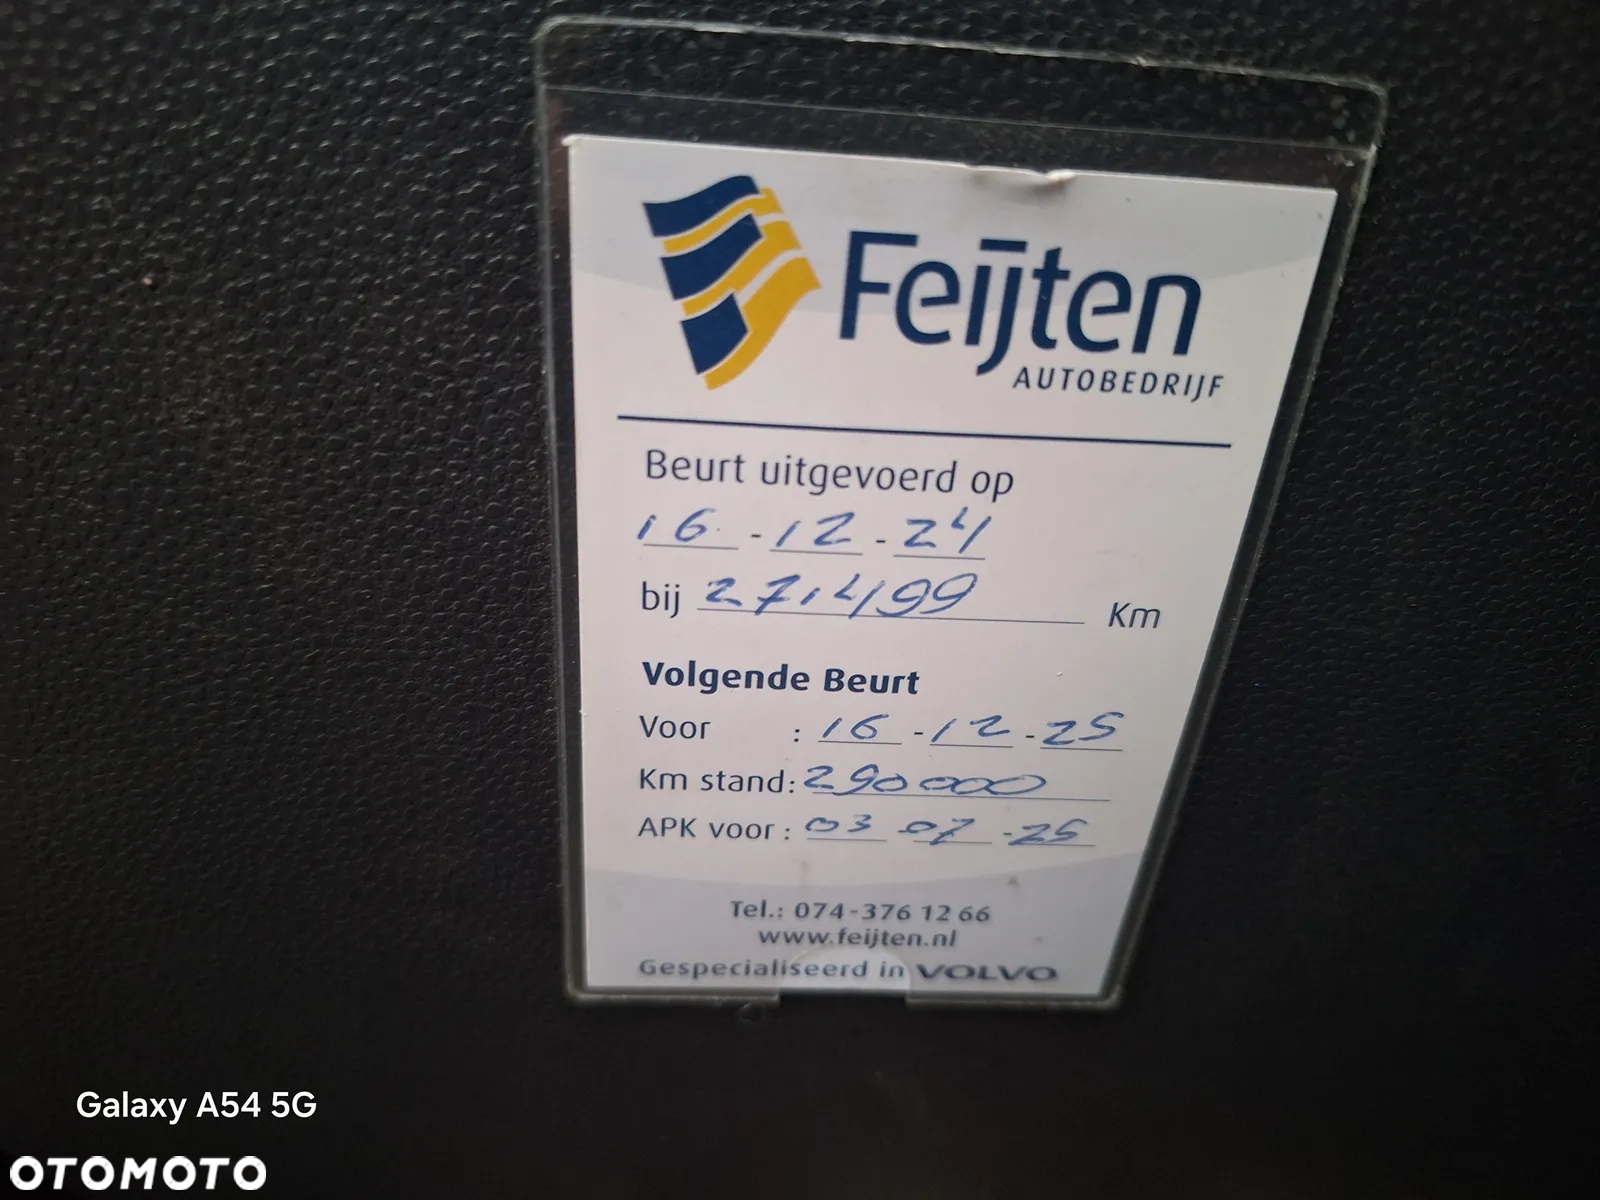 Feijten
AUTOBEDRIJF
Beurt uitgevoerd op
16 - 12 - 24
bij 271499 Km
Volgende Beurt
Voor : 16 - 12 - 25
Km stand: 290000
APK voor : 03 - 07 - 25
Tel.: 074-376 12 66
www.feijten.nl
Gespecialiseerd in VOLVO
Galaxy A54 5G
OTOMOTO